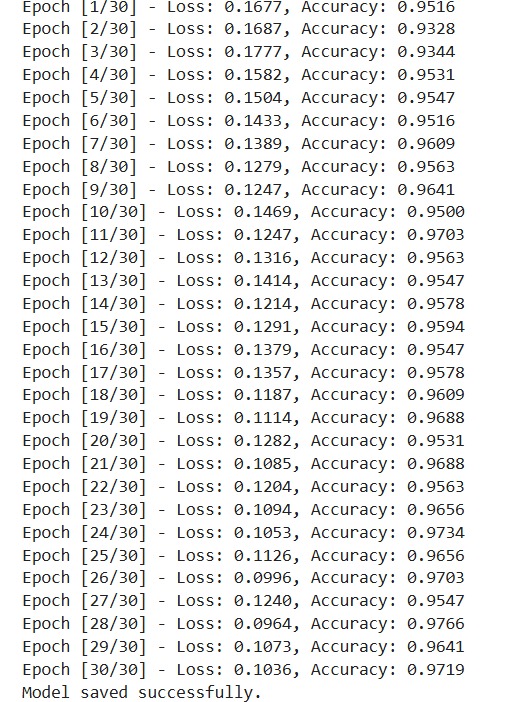 Epoch [1/30] - Loss: 0.1677, Accuracy: 0.9516
Epoch [2/30] - Loss: 0.1687, Accuracy: 0.9328
Epoch [3/30] - Loss: 0.1777, Accuracy: 0.9344
Epoch [4/30] - Loss: 0.1582, Accuracy: 0.9531
Epoch [5/30] - Loss: 0.1504, Accuracy: 0.9547
Epoch [6/30] - Loss: 0.1433, Accuracy: 0.9516
Epoch [7/30] - Loss: 0.1389, Accuracy: 0.9609
Epoch [8/30] - Loss: 0.1279, Accuracy: 0.9563
Epoch [9/30] - Loss: 0.1247, Accuracy: 0.9641
Epoch [10/30] - Loss: 0.1469, Accuracy: 0.9500
Epoch [11/30] - Loss: 0.1247, Accuracy: 0.9703
Epoch [12/30] - Loss: 0.1316, Accuracy: 0.9563
Epoch [13/30] - Loss: 0.1414, Accuracy: 0.9547
Epoch [14/30] - Loss: 0.1214, Accuracy: 0.9578
Epoch [15/30] - Loss: 0.1291, Accuracy: 0.9594
Epoch [16/30] - Loss: 0.1379, Accuracy: 0.9547
Epoch [17/30] - Loss: 0.1357, Accuracy: 0.9578
Epoch [18/30] - Loss: 0.1187, Accuracy: 0.9609
Epoch [19/30] - Loss: 0.1114, Accuracy: 0.9688
Epoch [20/30] - Loss: 0.1282, Accuracy: 0.9531
Epoch [21/30] - Loss: 0.1085, Accuracy: 0.9688
Epoch [22/30] - Loss: 0.1204, Accuracy: 0.9563
Epoch [23/30] - Loss: 0.1094, Accuracy: 0.9656
Epoch [24/30] - Loss: 0.1053, Accuracy: 0.9734
Epoch [25/30] - Loss: 0.1126, Accuracy: 0.9656
Epoch [26/30] - Loss: 0.0996, Accuracy: 0.9703
Epoch [27/30] - Loss: 0.1240, Accuracy: 0.9547
Epoch [28/30] - Loss: 0.0964, Accuracy: 0.9766
Epoch [29/30] - Loss: 0.1073, Accuracy: 0.9641
Epoch [30/30] - Loss: 0.1036, Accuracy: 0.9719
Model saved successfully.